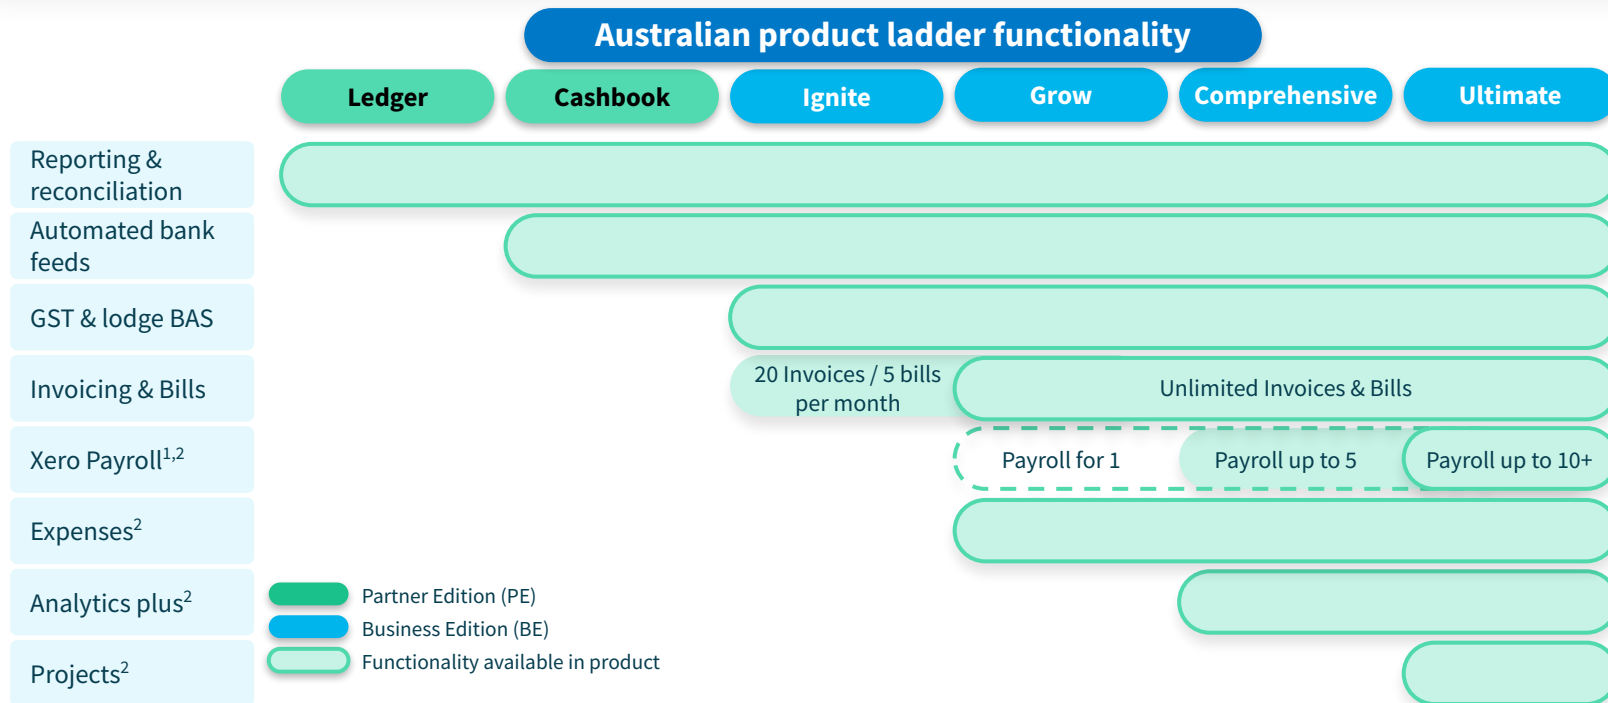 Australian product ladder functionality
Ledger
Cashbook
Ignite
Grow
Comprehensive
Ultimate
Reporting &
reconciliation
Automated bank
feeds
GST & lodge BAS
Invoicing & Bills
20 Invoices / 5 bills
per month
Unlimited Invoices & Bills
Xero Payroll1,2
Payroll for 1
Payroll up to 5
Payroll up to 10+
Expenses2
Analytics plus2
Projects2
Partner Edition (PE)
Business Edition (BE)
Functionality available in product